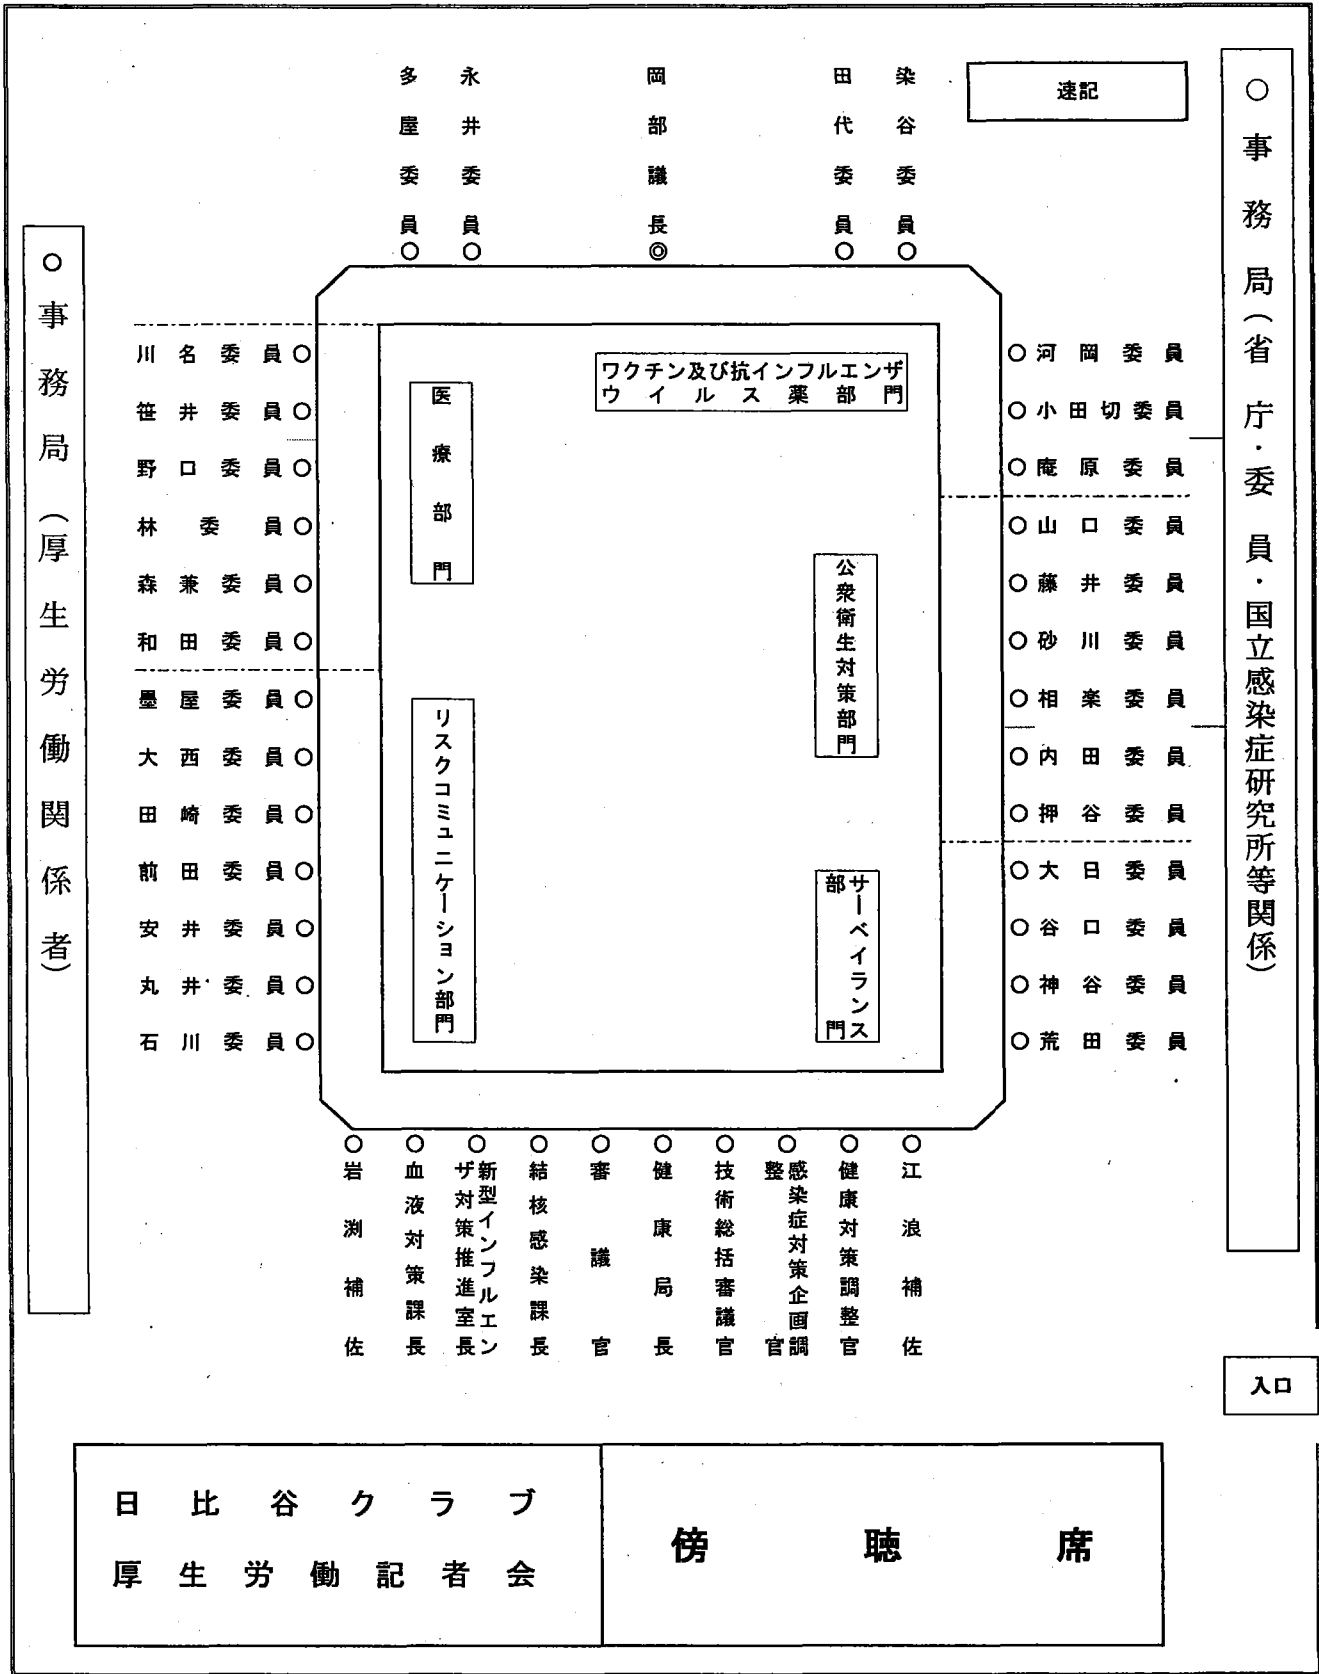 多屋委員○
永井委員○
岡部議長◎
田代委員○
染谷委員○
速記
○事務局(省庁・委員・国立感染症研究所等関係)
○事務局(厚生労働関係者)
川名委員○
笹井委員○
野口委員○
林委員○
森兼委員○
和田委員○
墨屋委員○
大西委員○
田崎委員○
前田委員○
安井委員○
丸井委員○
石川委員○
医療部門
ワクチン及び抗インフルエンザ
ウイルス薬部門
公衆衛生対策部門
リスクコミュニケーション部門
サーベイランス
部門
○河岡委員
○小田切委員
○庵原委員
○山口委員
○藤井委員
○砂川委員
○相楽委員
○内田委員
○押谷委員
○大日委員
○谷口委員
○神谷委員
○荒田委員
○岩渕補佐
○血液対策課長
○新型インフルエン
ザ対策推進室長
○結核感染課長
○審議官
○健康局長
○技術総括審議官
○感染症対策企画調
整官
○健康対策調整官
○江浪補佐
入口
日比谷クラブ
厚生労働記者会
傍聴席